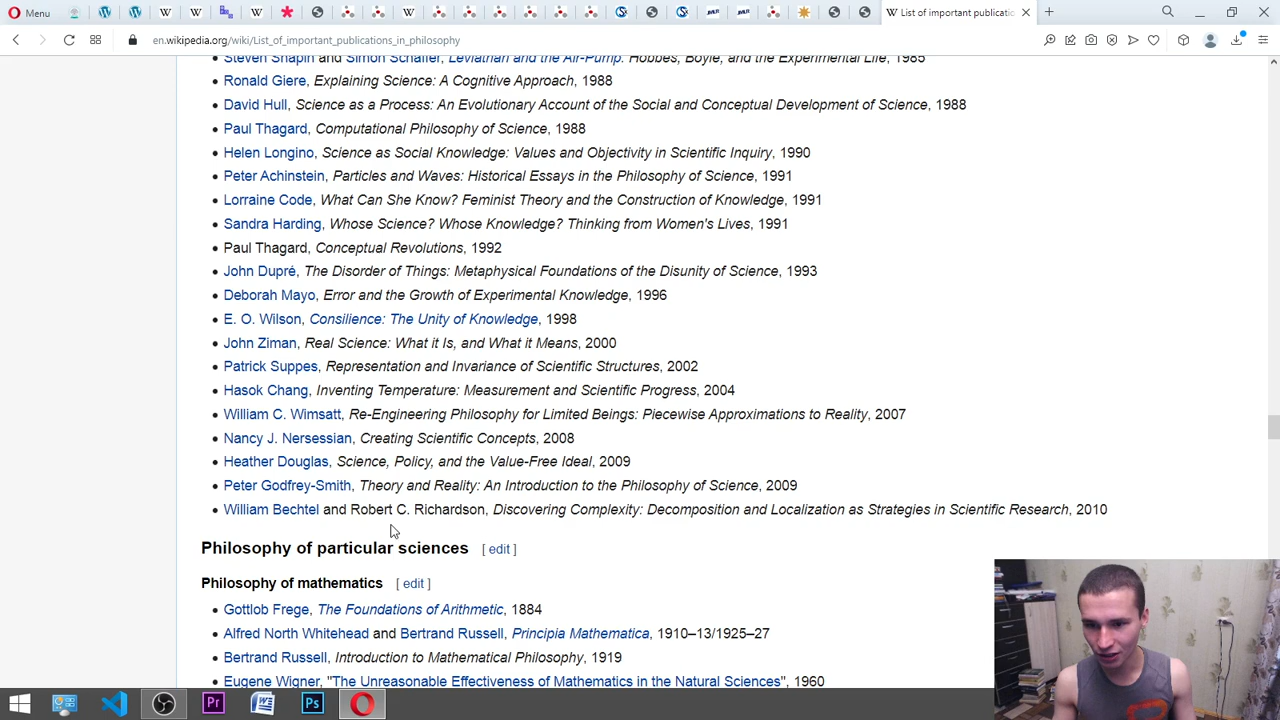 Menu
List of important publicatio
en.wikipedia.org/wiki/List_of_important_publications_in_philosophy
Steven Shapin and Simon Schaffer, Leviathan and the Air-Pump: Hobbes, Boyle, and the Experimental Life, 1985
• Ronald Giere, Explaining Science: A Cognitive Approach, 1988
• David Hull, Science as a Process: An Evolutionary Account of the Social and Conceptual Development of Science, 1988
• Paul Thagard, Computational Philosophy of Science, 1988
• Helen Longino, Science as Social Knowledge: Values and Objectivity in Scientific Inquiry, 1990
• Peter Achinstein, Particles and Waves: Historical Essays in the Philosophy of Science, 1991
• Lorraine Code, What Can She Know? Feminist Theory and the Construction of Knowledge, 1991
• Sandra Harding, Whose Science? Whose Knowledge? Thinking from Women's Lives, 1991
• Paul Thagard, Conceptual Revolutions, 1992
• John Dupré, The Disorder of Things: Metaphysical Foundations of the Disunity of Science, 1993
• Deborah Mayo, Error and the Growth of Experimental Knowledge, 1996
• E. O. Wilson, Consilience: The Unity of Knowledge, 1998
• John Ziman, Real Science: What it Is, and What it Means, 2000
• Patrick Suppes, Representation and Invariance of Scientific Structures, 2002
• Hasok Chang, Inventing Temperature: Measurement and Scientific Progress, 2004
• William C. Wimsatt, Re-Engineering Philosophy for Limited Beings: Piecewise Approximations to Reality, 2007
• Nancy J. Nersessian, Creating Scientific Concepts, 2008
• Heather Douglas, Science, Policy, and the Value-Free Ideal, 2009
• Peter Godfrey-Smith, Theory and Reality: An Introduction to the Philosophy of Science, 2009
• William Bechtel and Robert C. Richardson, Discovering Complexity: Decomposition and Localization as Strategies in Scientific Research, 2010
Philosophy of particular sciences [ edit ]
Philosophy of mathematics [ edit ]
• Gottlob Frege, The Foundations of Arithmetic, 1884
• Alfred North Whitehead and Bertrand Russell, Principia Mathematica, 1910–13/1925–27
• Bertrand Russell, Introduction to Mathematical Philosophy, 1919
• Eugene Wigner, "The Unreasonable Effectiveness of Mathematics in the Natural Sciences", 1960